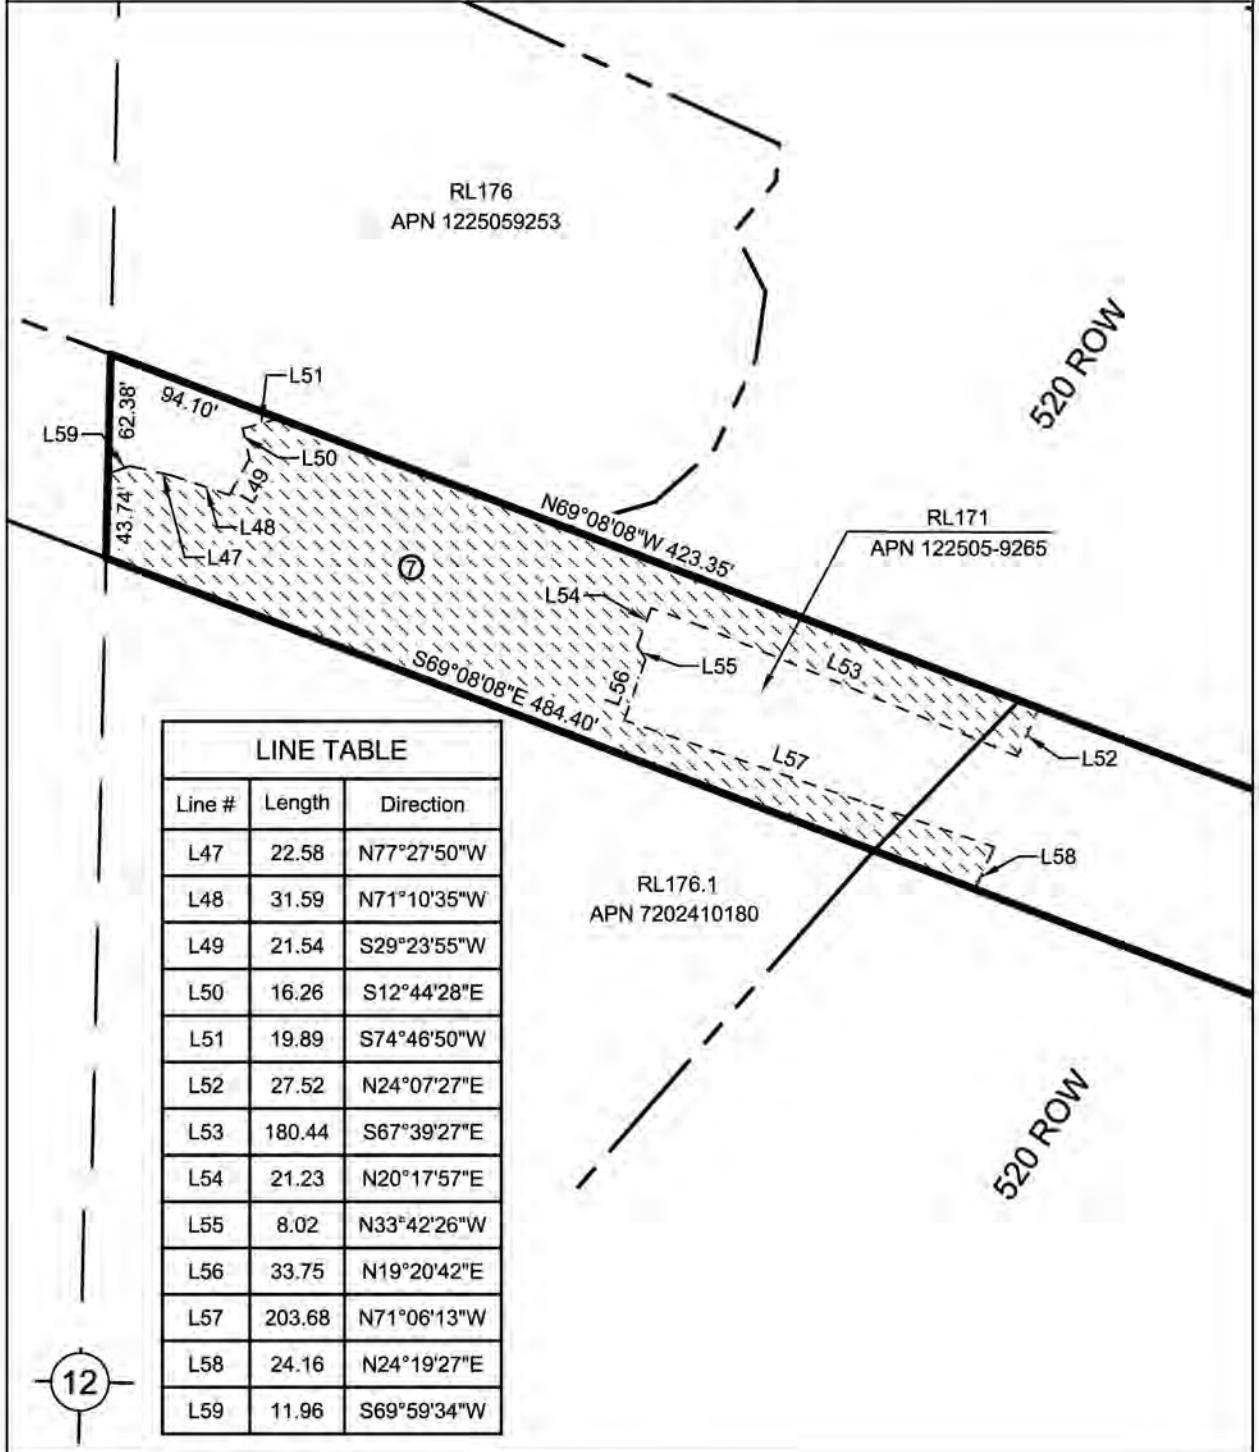 RL176
APN 1225059253
520 ROW
L51
94.10'
62.38'
L59
L50
L49
43.74'
L48
L47
N69°08'08"W 423.35'
RL171
APN 122505-9265
7
L54
L55
L53
L56
S69°08'08"E 484.40'
L57
L52
L58
RL176.1
APN 7202410180
520 ROW
LINE TABLE
Line # Length Direction
L47 22.58 N77°27'50"W
L48 31.59 N71°10'35"W
L49 21.54 S29°23'55"W
L50 16.26 S12°44'28"E
L51 19.89 S74°46'50"W
L52 27.52 N24°07'27"E
L53 180.44 S67°39'27"E
L54 21.23 N20°17'57"E
L55 8.02 N33°42'26"W
L56 33.75 N19°20'42"E
L57 203.68 N71°06'13"W
L58 24.16 N24°19'27"E
L59 11.96 S69°59'34"W
12